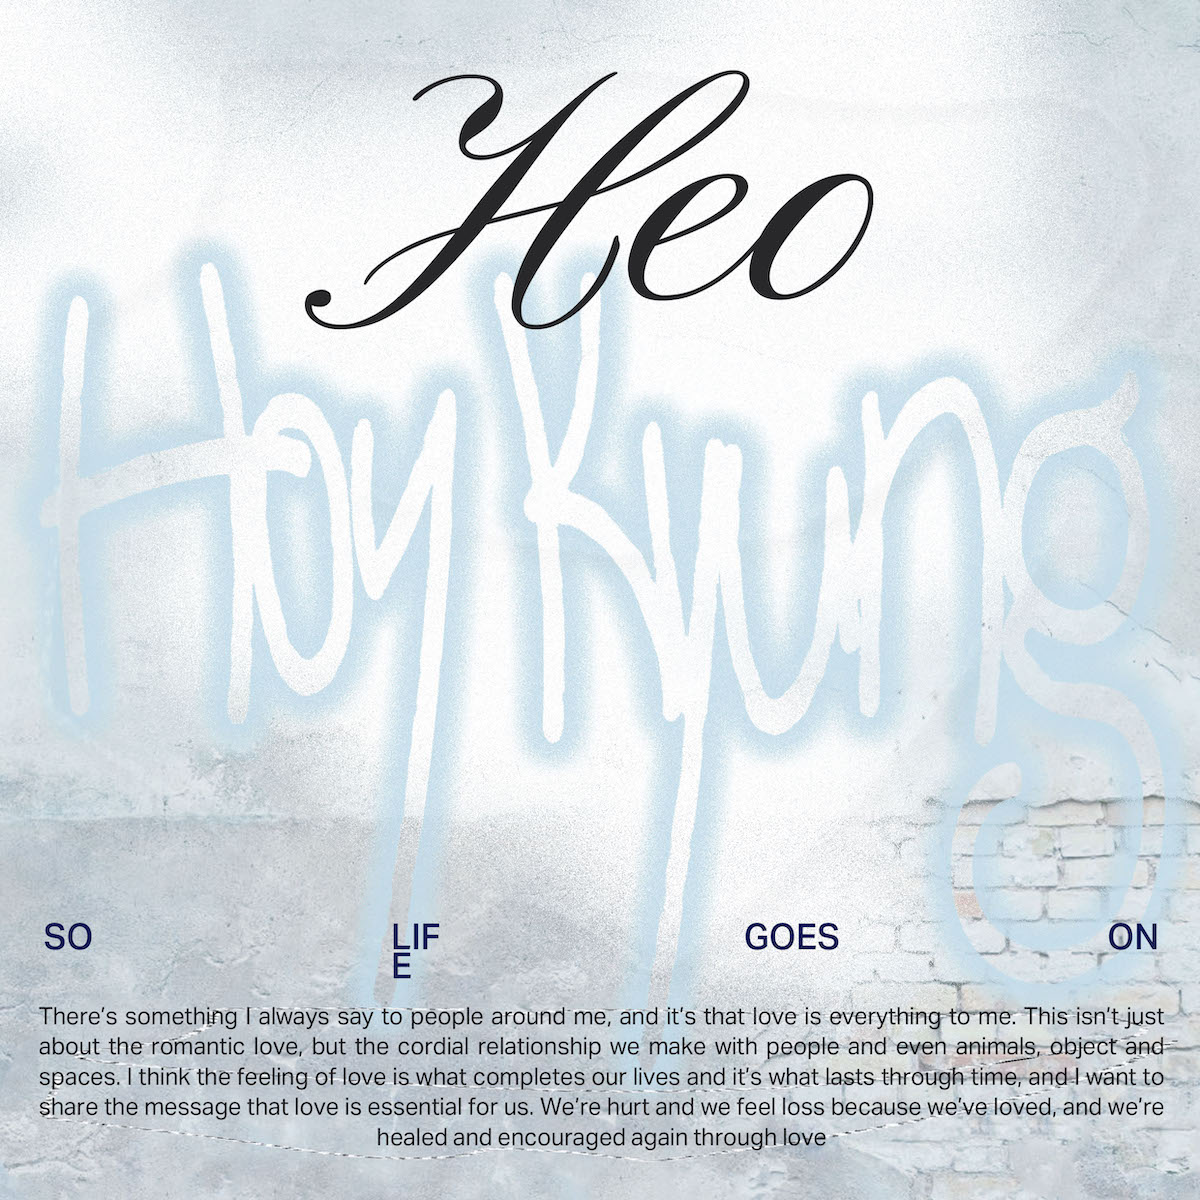 Heo
Hoy Kyung
SO LIF GOES ON
E
There's something I always say to people around me, and it's that love is everything to me. This isn't just
about the romantic love, but the cordial relationship we make with people and even animals, object and
spaces. I think the feeling of love is what completes our lives and it's what lasts through time, and I want to
share the message that love is essential for us. We're hurt and we feel loss because we've loved, and we're
healed and encouraged again through love